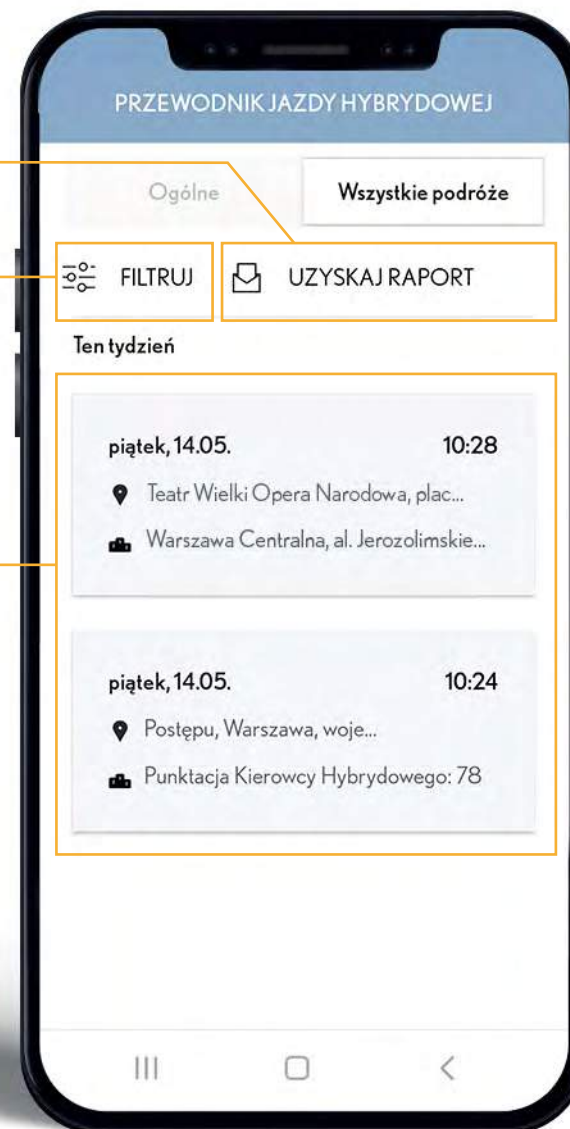 PRZEWODNIK JAZDY HYBRYDOWEJ
Ogólne
Wszystkie podróże
FILTRUJ
UZYSKAJ RAPORT
Ten tydzień
piątek, 14.05.
10:28
Teatr Wielki Opera Narodowa, plac...
Warszawa Centralna, al. Jerozolimskie...
piątek, 14.05.
10:24
Postępu, Warszawa, woje...
Punktacja Kierowcy Hybrydowego: 78